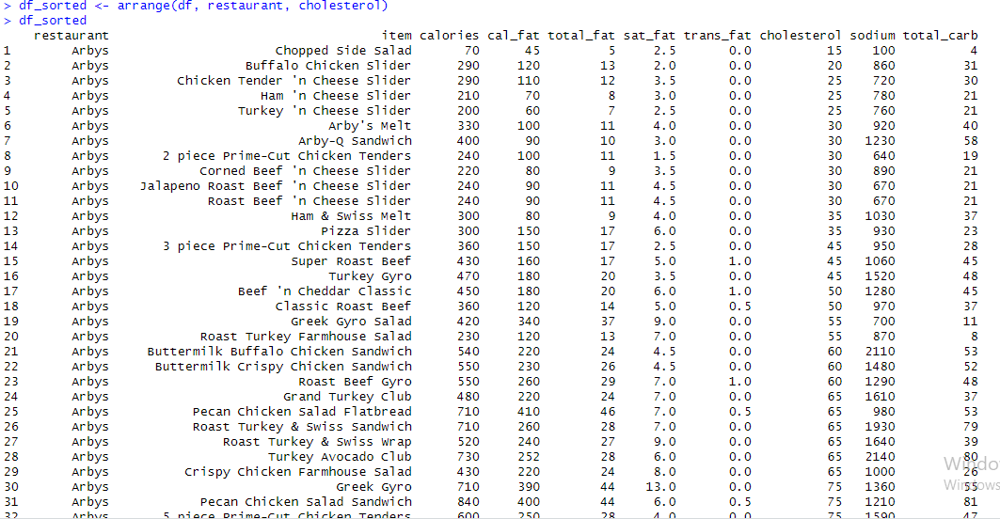 > df_sorted <- arrange(df, restaurant, cholesterol)
> df_sorted
restaurant item calories cal_fat total_fat sat_fat trans_fat cholesterol sodium total_carb
1 Arbys Chopped Side Salad 70 45 5 2.5 0.0 15 100 4
2 Arbys Buffalo Chicken Slider 290 120 13 2.0 0.0 20 860 31
3 Arbys Chicken Tender 'n Cheese Slider 290 110 12 3.5 0.0 25 720 30
4 Arbys Ham 'n Cheese Slider 210 70 8 3.0 0.0 25 780 21
5 Arbys Turkey 'n Cheese Slider 200 60 7 2.5 0.0 25 760 21
6 Arbys Arby's Melt 330 100 11 4.0 0.0 30 920 40
7 Arbys Arby-Q Sandwich 400 90 10 3.0 0.0 30 1230 58
8 Arbys 2 piece Prime-Cut Chicken Tenders 240 100 11 1.5 0.0 30 640 19
9 Arbys Corned Beef 'n Cheese Slider 220 80 9 3.5 0.0 30 890 21
10 Arbys Jalapeno Roast Beef 'n Cheese Slider 240 90 11 4.5 0.0 30 670 21
11 Arbys Roast Beef 'n Cheese Slider 240 90 11 4.5 0.0 30 670 21
12 Arbys Ham & Swiss Melt 300 80 9 4.0 0.0 35 1030 37
13 Arbys Pizza Slider 300 150 17 6.0 0.0 35 930 23
14 Arbys 3 piece Prime-Cut Chicken Tenders 360 150 17 2.5 0.0 45 950 28
15 Arbys Super Roast Beef 430 160 17 5.0 1.0 45 1060 45
16 Arbys Turkey Gyro 470 180 20 3.5 0.0 45 1520 48
17 Arbys Beef 'n Cheddar Classic 450 180 20 6.0 1.0 50 1280 45
18 Arbys Classic Roast Beef 360 120 14 5.0 0.5 50 970 37
19 Arbys Greek Gyro Salad 420 340 37 9.0 0.0 55 700 11
20 Arbys Roast Turkey Farmhouse Salad 230 120 13 7.0 0.0 55 870 8
21 Arbys Buttermilk Buffalo Chicken Sandwich 540 220 24 4.5 0.0 60 2110 53
22 Arbys Buttermilk Crispy Chicken Sandwich 550 230 26 4.5 0.0 60 1480 52
23 Arbys Roast Beef Gyro 550 260 29 7.0 1.0 60 1290 48
24 Arbys Grand Turkey Club 480 220 24 7.0 0.0 65 1610 37
25 Arbys Pecan Chicken Salad Flatbread 710 410 46 7.0 0.5 65 980 53
26 Arbys Roast Turkey & Swiss Sandwich 710 260 28 7.0 0.0 65 1930 79
27 Arbys Roast Turkey & Swiss Wrap 520 240 27 9.0 0.0 65 1640 39
28 Arbys Turkey Avocado Club 730 252 28 6.0 0.0 65 2140 80
29 Arbys Crispy Chicken Farmhouse Salad 430 220 24 8.0 0.0 65 1000 26
30 Arbys Greek Gyro 710 390 44 13.0 0.0 75 1360 55
31 Arbys Pecan Chicken Salad Sandwich 840 400 44 6.0 0.5 75 1210 81
32 Arbys 5 piece Prime-Cut Chicken Tenders 600 250 28 4.0 0.0 75 1590 47
Windo
Windows